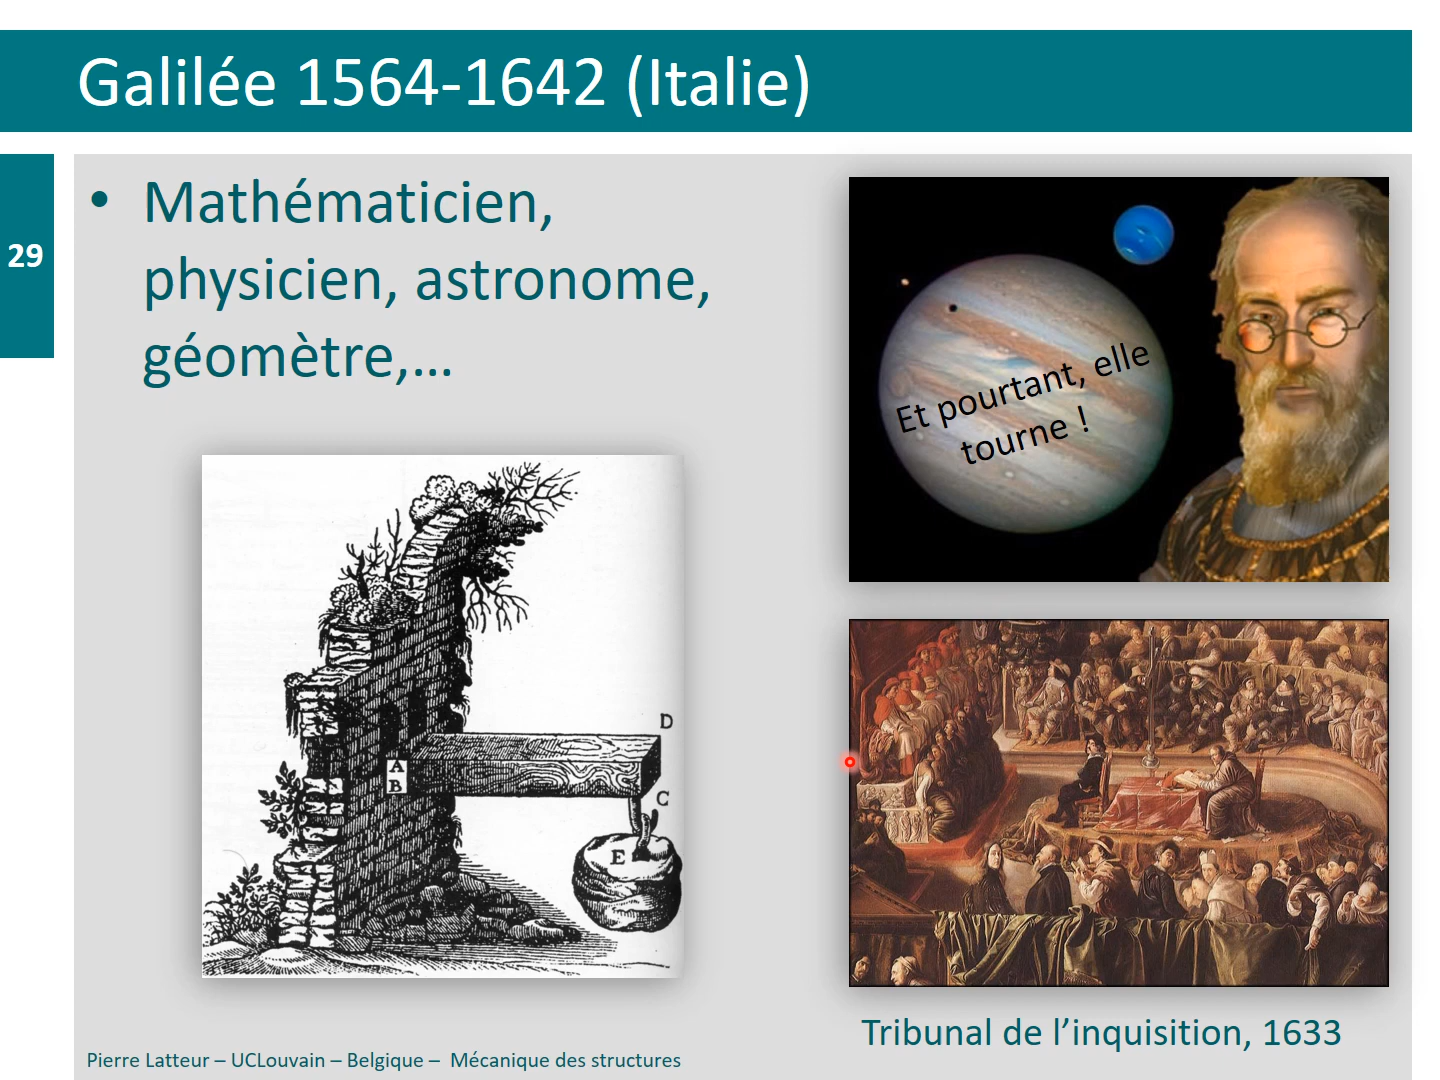 Galilée 1564-1642 (Italie)
29
• Mathématicien,
physicien, astronome,
géomètre,...
Et pourtant, elle
tourne !
D
A
B
C
E
Tribunal de l’inquisition, 1633
Pierre Latteur – UCLouvain – Belgique – Mécanique des structures